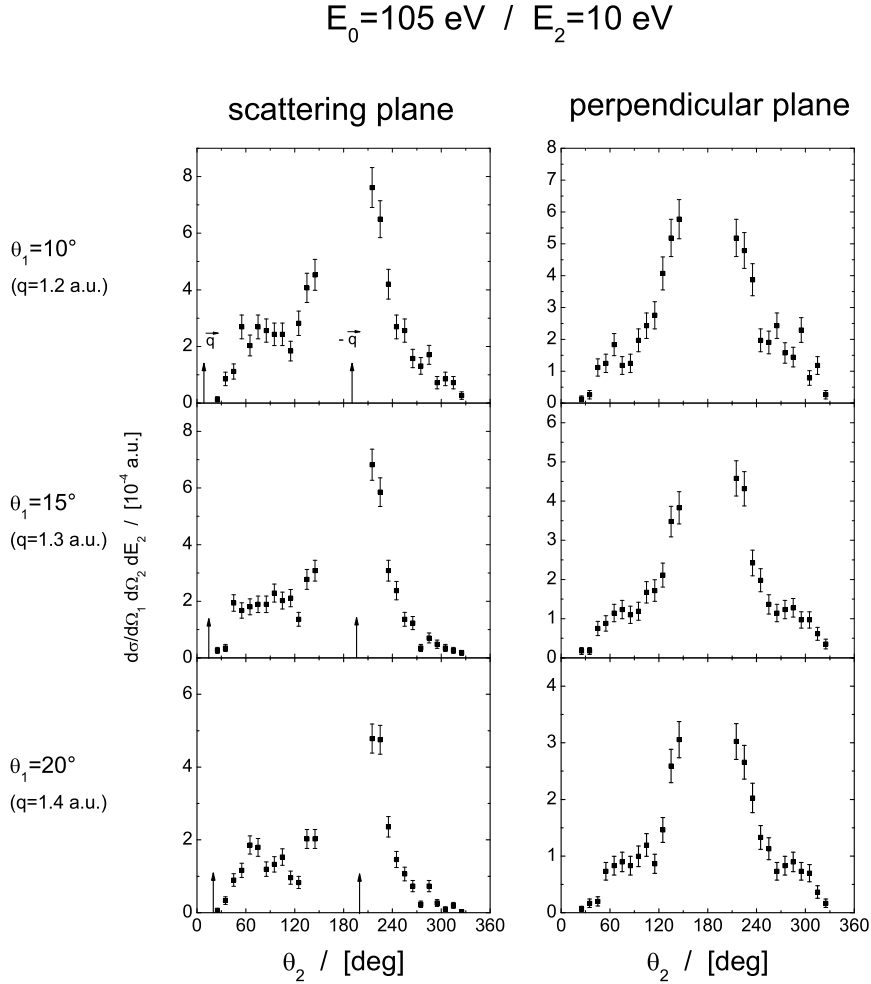 E₀=105 eV / E₂=10 eV
scattering plane
perpendicular plane
θ₁=10°
(q=1.2 a.u.)
8
6
4
2
0
q⃗
- q⃗
8
7
6
5
4
3
2
1
0
θ₁=15°
(q=1.3 a.u.)
dσ/dΩ₁ dΩ₂ dE₂ / [10⁻⁴ a.u.]
8
6
4
2
0
6
5
4
3
2
1
0
θ₁=20°
(q=1.4 a.u.)
6
4
2
0
4
3
2
1
0
0 60 120 180 240 300 360
0 60 120 180 240 300 360
θ₂ / [deg]
θ₂ / [deg]